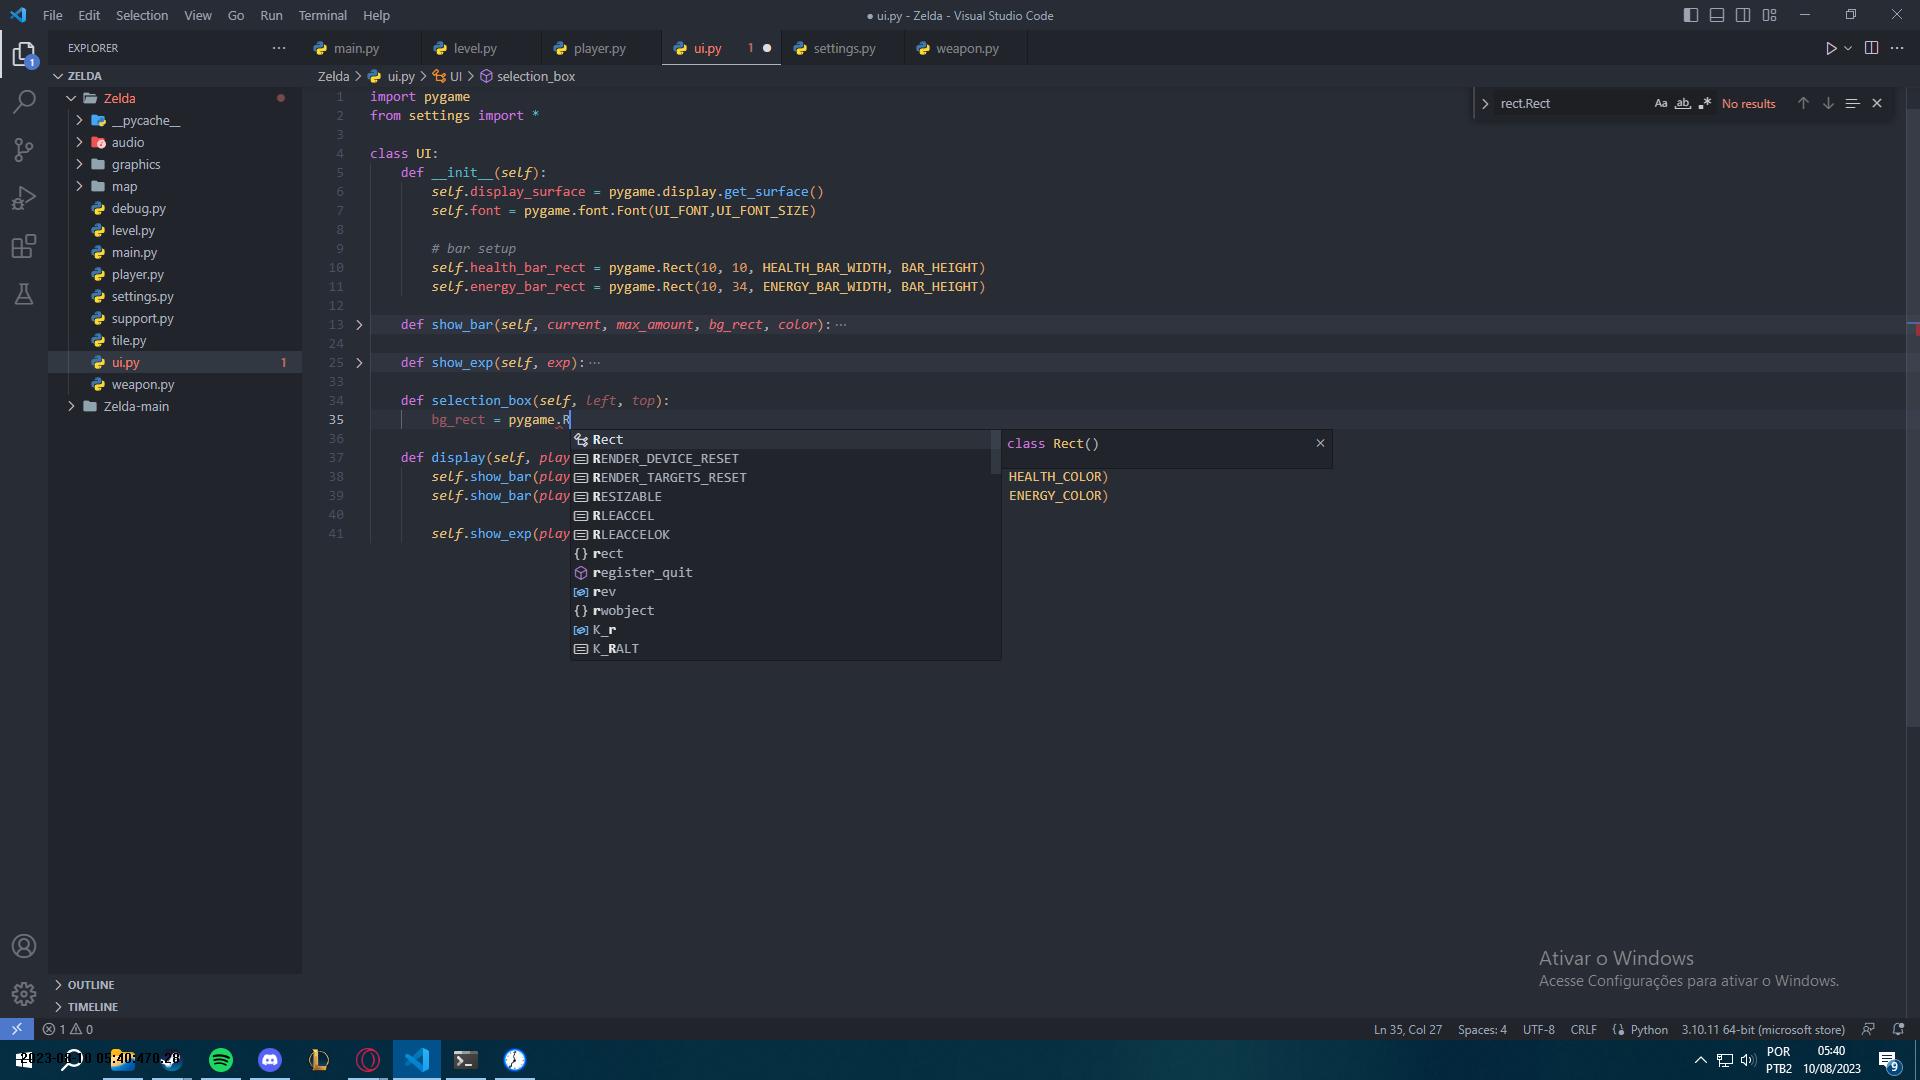 File Edit Selection View Go Run Terminal Help
● ui.py - Zelda - Visual Studio Code
EXPLORER
main.py level.py player.py ui.py 1 settings.py weapon.py
ZELDA
Zelda
__pycache__
audio
graphics
map
debug.py
level.py
main.py
player.py
settings.py
support.py
tile.py
ui.py 1
weapon.py
Zelda-main
OUTLINE
TIMELINE
Zelda > ui.py > UI > selection_box
rect.Rect Aa ab .* No results
1 import pygame
2 from settings import *
3
4 class UI:
5 def __init__(self):
6 self.display_surface = pygame.display.get_surface()
7 self.font = pygame.font.Font(UI_FONT,UI_FONT_SIZE)
8
9 # bar setup
10 self.health_bar_rect = pygame.Rect(10, 10, HEALTH_BAR_WIDTH, BAR_HEIGHT)
11 self.energy_bar_rect = pygame.Rect(10, 34, ENERGY_BAR_WIDTH, BAR_HEIGHT)
12
13 def show_bar(self, current, max_amount, bg_rect, color):···
24
25 def show_exp(self, exp):···
33
34 def selection_box(self, left, top):
35 bg_rect = pygame.R
36
37 def display(self, play
38 self.show_bar(play HEALTH_COLOR)
39 self.show_bar(play ENERGY_COLOR)
40
41 self.show_exp(play
Rect
RENDER_DEVICE_RESET
RENDER_TARGETS_RESET
RESIZABLE
RLEACCEL
RLEACCELOK
rect
register_quit
rev
rwobject
K_r
K_RALT
class Rect()
Ativar o Windows
Acesse Configurações para ativar o Windows.
1 0
Ln 35, Col 27 Spaces: 4 UTF-8 CRLF Python 3.10.11 64-bit (microsoft store)
POR
PTB2
05:40
10/08/2023
9